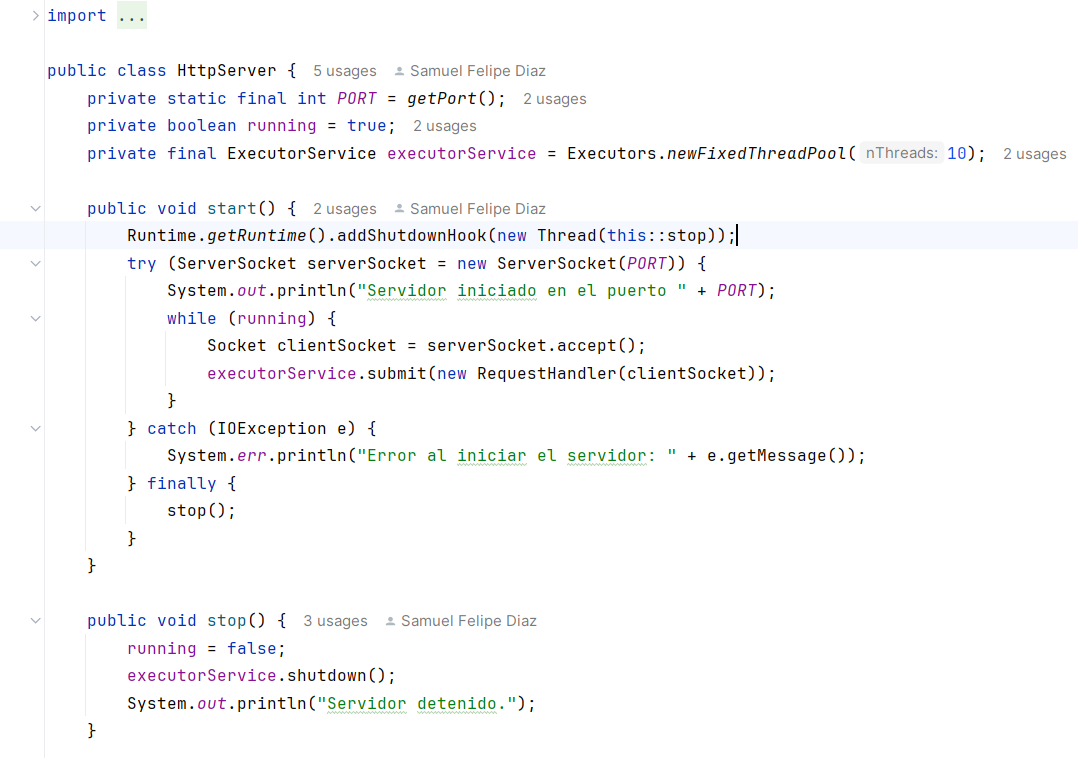 import ...
public class HttpServer { 5 usages Samuel Felipe Diaz
private static final int PORT = getPort(); 2 usages
private boolean running = true; 2 usages
private final ExecutorService executorService = Executors.newFixedThreadPool( nThreads: 10); 2 usages
public void start() { 2 usages Samuel Felipe Diaz
Runtime.getRuntime().addShutdownHook(new Thread(this::stop));
try (ServerSocket serverSocket = new ServerSocket(PORT)) {
System.out.println("Servidor iniciado en el puerto " + PORT);
while (running) {
Socket clientSocket = serverSocket.accept();
executorService.submit(new RequestHandler(clientSocket));
}
} catch (IOException e) {
System.err.println("Error al iniciar el servidor: " + e.getMessage());
} finally {
stop();
}
}
public void stop() { 3 usages Samuel Felipe Diaz
running = false;
executorService.shutdown();
System.out.println("Servidor detenido.");
}